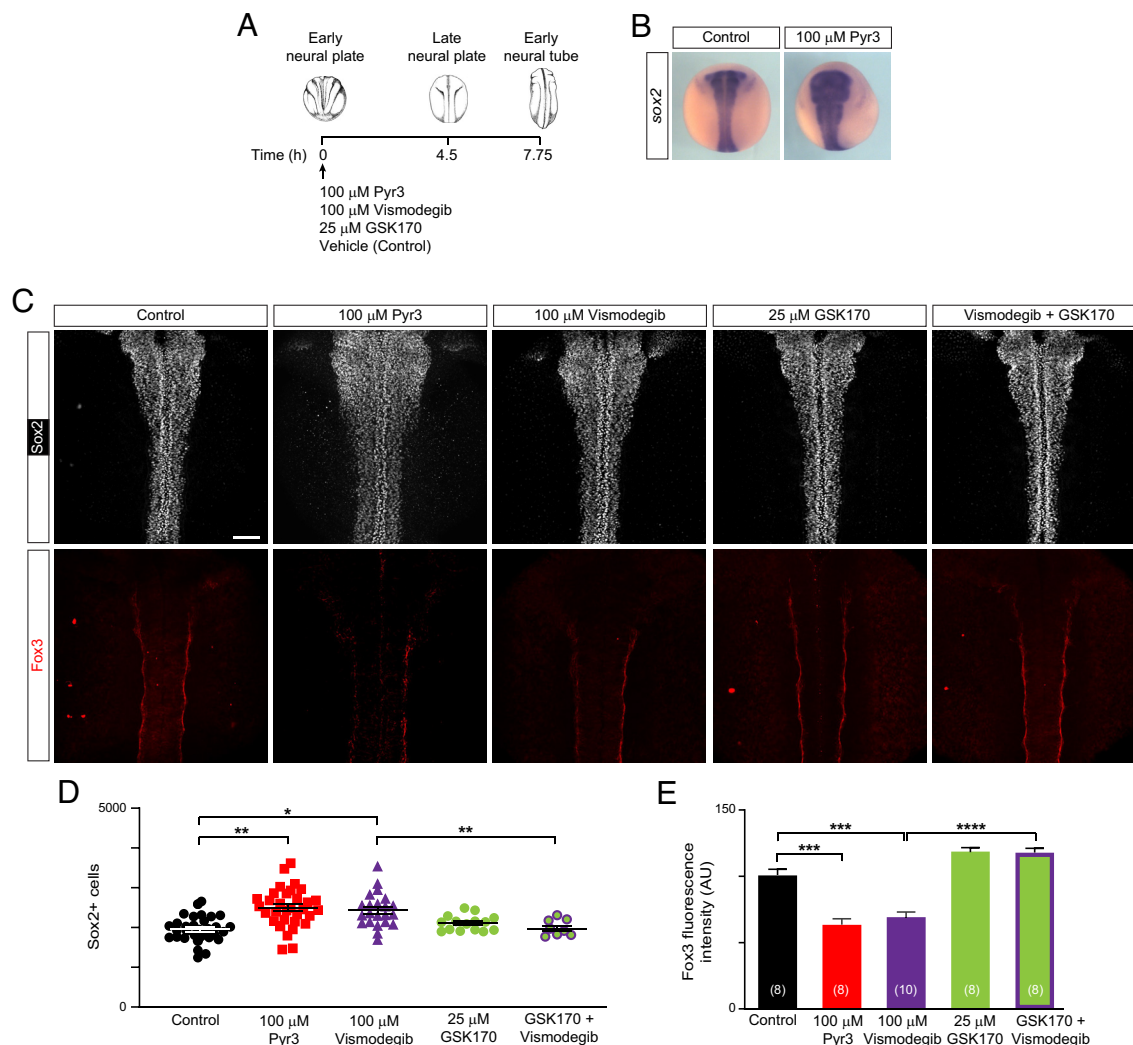 A
Early neural plate
Late neural plate
Early neural tube
Time (h) 0 4.5 7.75
100 µM Pyr3
100 µM Vismodegib
25 µM GSK170
Vehicle (Control)
B
Control
100 µM Pyr3
sox2
C
Control
100 µM Pyr3
100 µM Vismodegib
25 µM GSK170
Vismodegib + GSK170
Sox2
Fox3
D
5000
0
Sox2+ cells
*
**
**
Control
100 µM Pyr3
100 µM Vismodegib
25 µM GSK170
GSK170 + Vismodegib
E
150
0
Fox3 fluorescence intensity (AU)
***
****
***
(8) (8) (10) (8) (8)
Control
100 µM Pyr3
100 µM Vismodegib
25 µM GSK170
GSK170 + Vismodegib